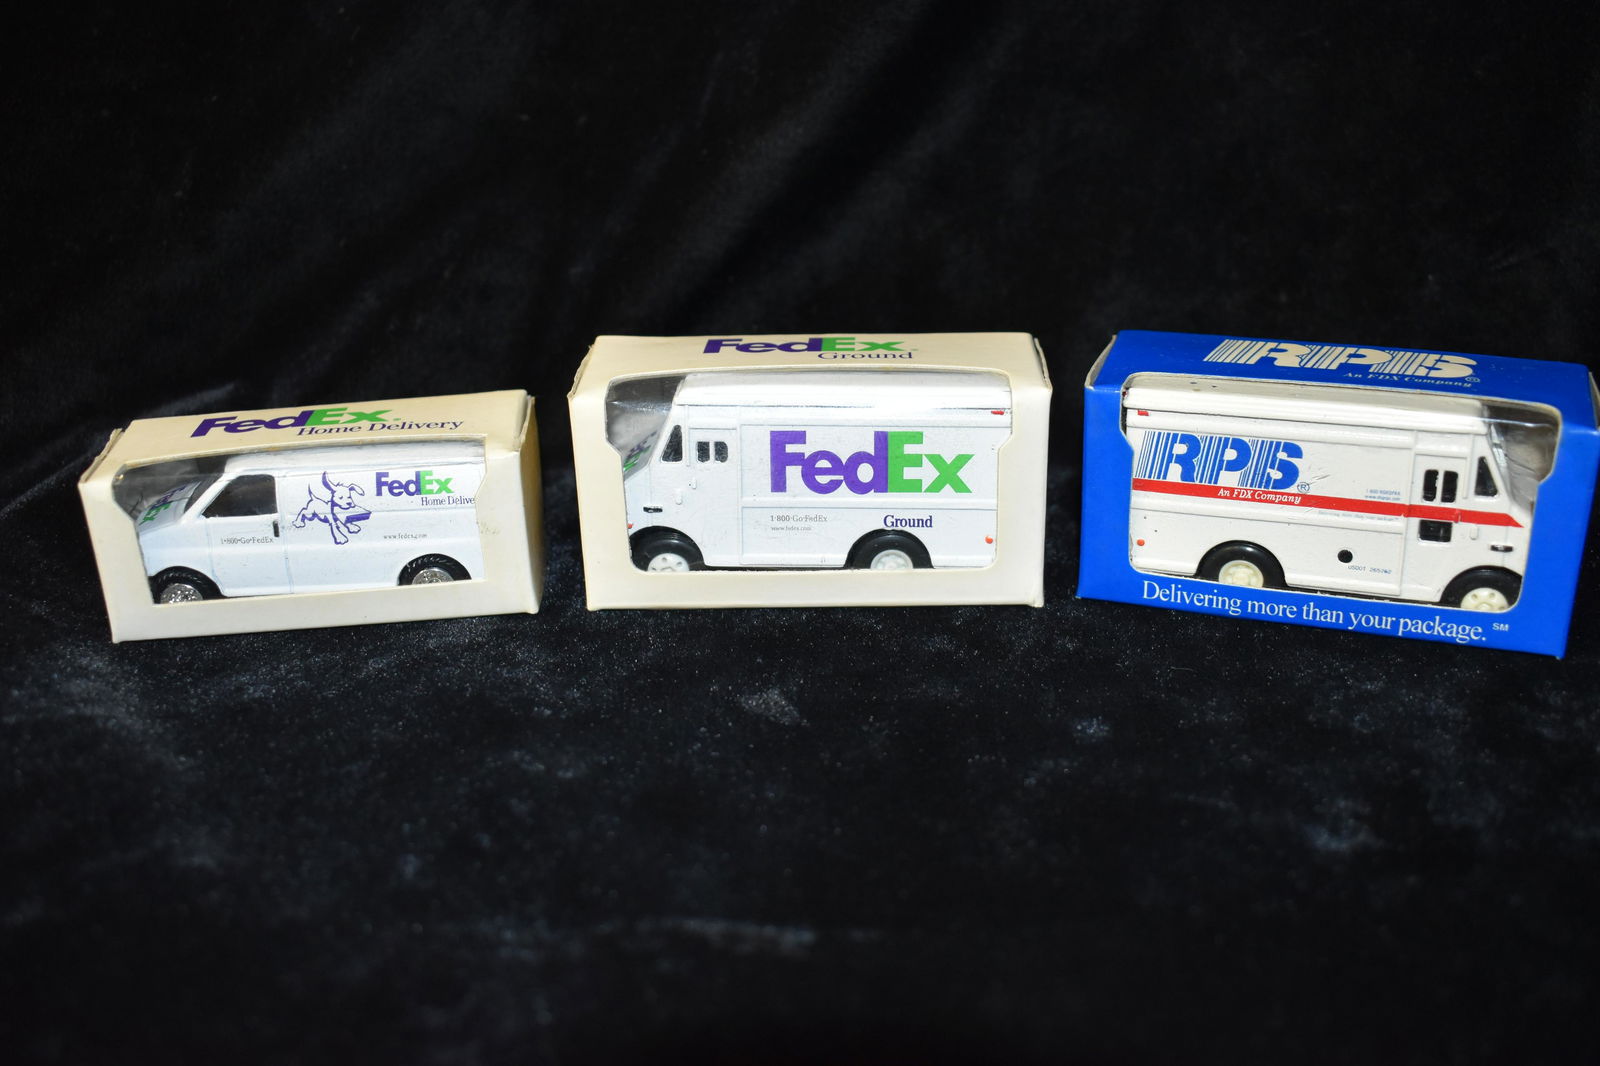 FedEx
Home Delivery
FedEx
Home Delive
1•800•Go•FedEx
www.fedex.com
FedEx
Ground
FedEx
1•800•Go•FedEx
www.fedex.com
Ground
RPS®
An FDX Company
RPS®
An FDX Company
Delivering more than your package.℠